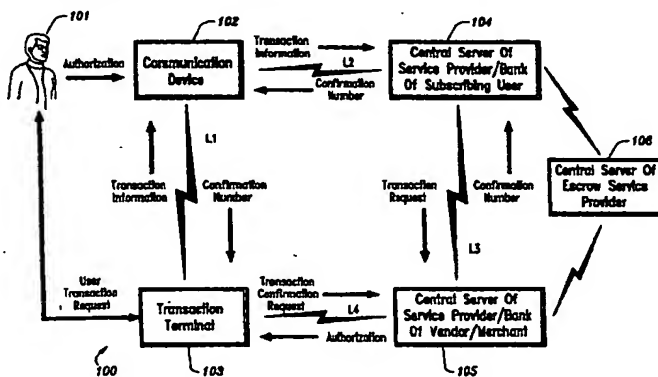 101
102
104
Authorization
Communication
Device
Transaction
Information
L2
Confirmation
Number
Central Server Of
Service Provider/Bank
Of Subscribing User
106
Central Server Of
Escrow Service
Provider
L1
Transaction
Information
Confirmation
Number
Transaction
Request
Confirmation
Number
L3
User
Transaction
Request
Transaction
Terminal
Transaction
Confirmation
Request
L4
Authorization
Central Server Of
Service Provider/Bank
Of Vendor/Merchant
100
103
105